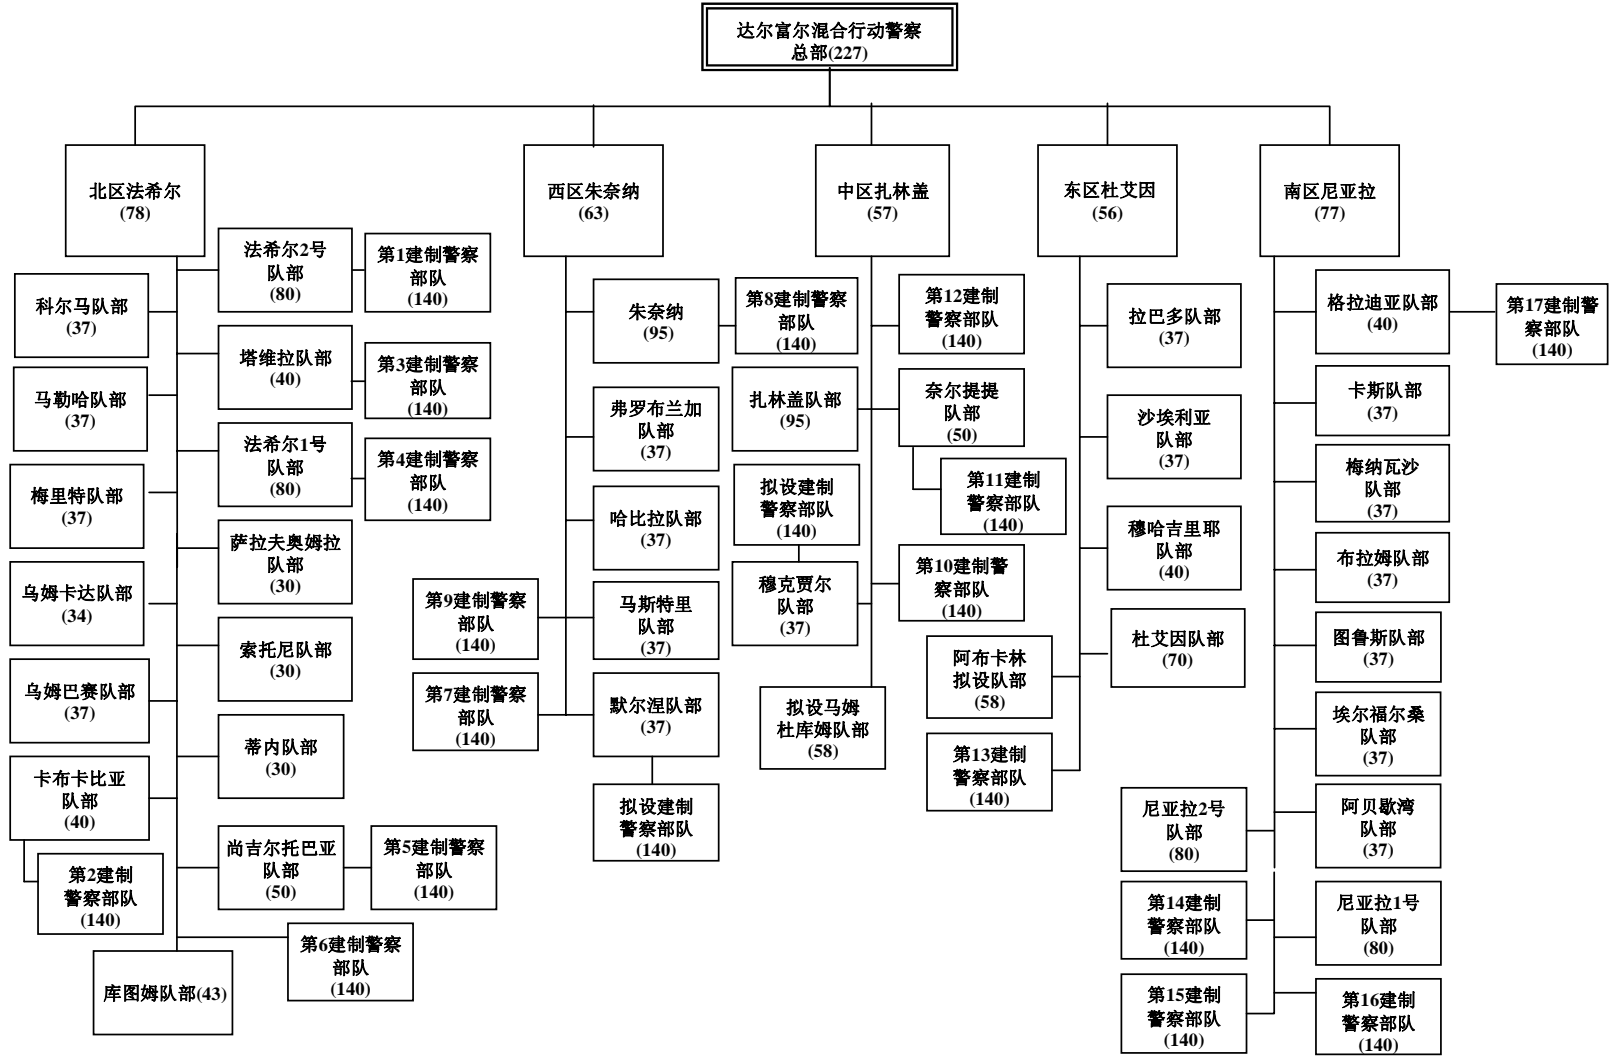 达尔富尔混合行动警察
总部(227)
北区法希尔
(78)
西区朱奈纳
(63)
中区扎林盖
(57)
东区杜艾因
(56)
南区尼亚拉
(77)
法希尔2号
队部
(80)
第1建制警察
部队
(140)
科尔马队部
(37)
塔维拉队部
(40)
第3建制警察
部队
(140)
马勒哈队部
(37)
法希尔1号
队部
(80)
第4建制警察
部队
(140)
梅里特队部
(37)
萨拉夫奥姆拉
队部
(30)
乌姆卡达队部
(34)
索托尼队部
(30)
乌姆巴赛队部
(37)
蒂内队部
(30)
卡布卡比亚
队部
(40)
第2建制
警察部队
(140)
尚吉尔托巴亚
队部
(50)
第5建制警察
部队
(140)
第6建制警察
部队
(140)
库图姆队部(43)
朱奈纳
(95)
第8建制警察
部队
(140)
弗罗布兰加
队部
(37)
哈比拉队部
(37)
第9建制警察
部队
(140)
马斯特里
队部
(37)
第7建制警察
部队
(140)
默尔涅队部
(37)
拟设建制
警察部队
(140)
第12建制
警察部队
(140)
扎林盖队部
(95)
奈尔提提
队部
(50)
第11建制
警察部队
(140)
拟设建制
警察部队
(140)
穆克贾尔
队部
(37)
第10建制警
察部队
(140)
拟设马姆
杜库姆队部
(58)
拉巴多队部
(37)
沙埃利亚
队部
(37)
穆哈吉里耶
队部
(40)
杜艾因队部
(70)
阿布卡林
拟设队部
(58)
第13建制
警察部队
(140)
格拉迪亚队部
(40)
第17建制警
察部队
(140)
卡斯队部
(37)
梅纳瓦沙
队部
(37)
布拉姆队部
(37)
图鲁斯队部
(37)
埃尔福尔桑
队部
(37)
尼亚拉2号
队部
(80)
阿贝歇湾
队部
(37)
第14建制
警察部队
(140)
尼亚拉1号
队部
(80)
第15建制
警察部队
(140)
第16建制
警察部队
(140)